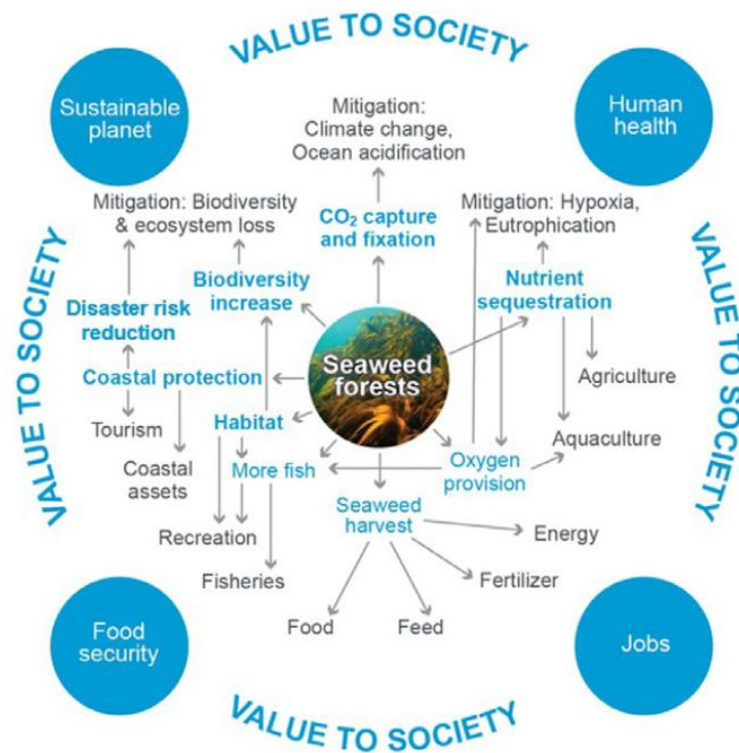 VALUE TO SOCIETY
Sustainable
planet
Human
health
Mitigation:
Climate change,
Ocean acidification
Mitigation: Biodiversity
& ecosystem loss
CO₂ capture
and fixation
Mitigation: Hypoxia,
Eutrophication
VALUE TO SOCIETY
VALUE TO SOCIETY
Biodiversity
increase
Nutrient
sequestration
Disaster risk
reduction
Seaweed
forests
Coastal protection
Agriculture
Tourism
Habitat
Aquaculture
Coastal
assets
More fish
Oxygen
provision
Seaweed
harvest
Recreation
Energy
Fisheries
Fertilizer
Food
Feed
Food
security
Jobs
VALUE TO SOCIETY